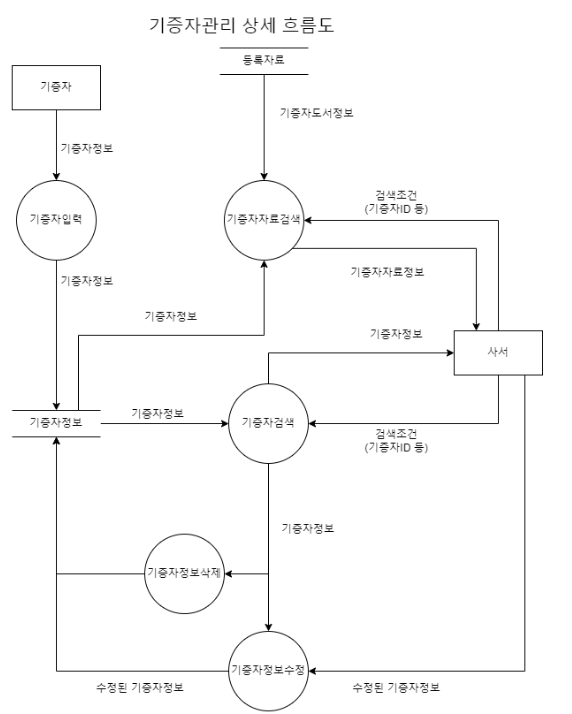 기증자관리 상세 흐름도
등록자료
기증자
기증자도서정보
기증자정보
검색조건
(기증자ID 등)
기증자입력
기증자자료검색
기증자자료정보
기증자정보
기증자정보
기증자정보
사서
기증자정보
기증자정보
기증자검색
검색조건
(기증자ID 등)
기증자정보
기증자정보삭제
기증자정보수정
수정된 기증자정보
수정된 기증자정보